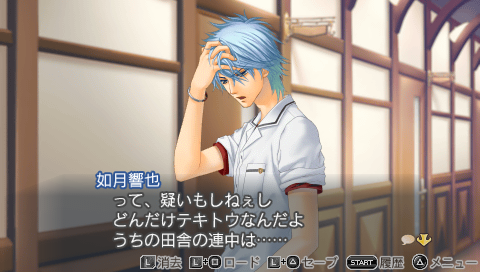 如月響也
って、疑いもしねぇし
どんだけテキトウなんだよ
うちの田舎の連中は……
L 消去 L+□ ロード L+△ セーブ START 履歴 △ メニュー